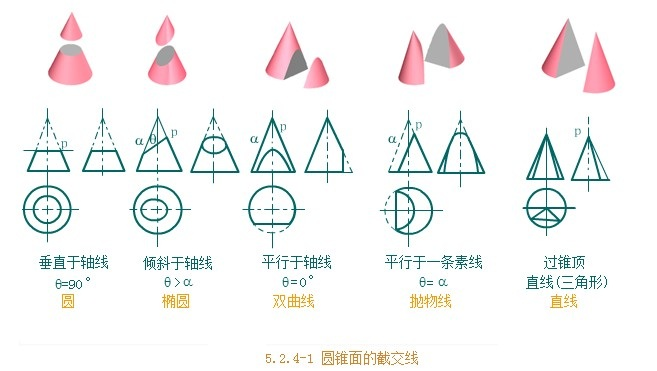 p
α θ p
α p
α p
p
垂直于轴线
θ=90°
圆
倾斜于轴线
θ>α
椭圆
平行于轴线
θ=0°
双曲线
平行于一条素线
θ=α
抛物线
过锥顶
直线(三角形)
直线
5.2.4-1 圆锥面的截交线